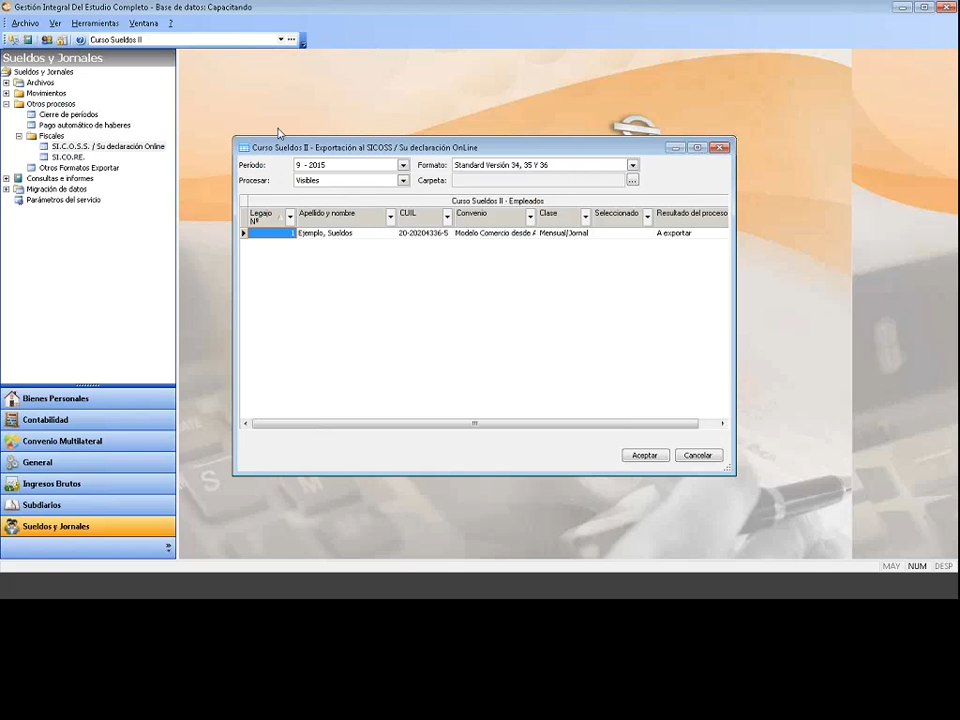 Gestión Integral Del Estudio Completo - Base de datos: Capacitando
Archivo Ver Herramientas Ventana ?
Curso Sueldos II
Sueldos y Jornales
Sueldos y Jornales
Archivos
Movimientos
Otros procesos
Cierre de períodos
Pago automático de haberes
Fiscales
SI.C.O.S.S. / Su declaración Online
SI.CO.RE.
Otros Formatos Exportar
Consultas e informes
Migración de datos
Parámetros del servicio
Bienes Personales
Contabilidad
Convenio Multilateral
General
Ingresos Brutos
Subdiarios
Sueldos y Jornales
Curso Sueldos II - Exportación al SICOSS / Su declaración OnLine
Período: 9 - 2015 Formato: Standard Versión 34, 35 Y 36
Procesar: Visibles Carpeta:
Curso Sueldos II - Empleados
Legajo Nº Apellido y nombre CUIL Convenio Clase Seleccionado Resultado del proceso
1 Ejemplo, Sueldos 20-20204336-5 Modelo Comercio desde A Mensual/Jornal A exportar
Aceptar Cancelar
MAY NUM DESP